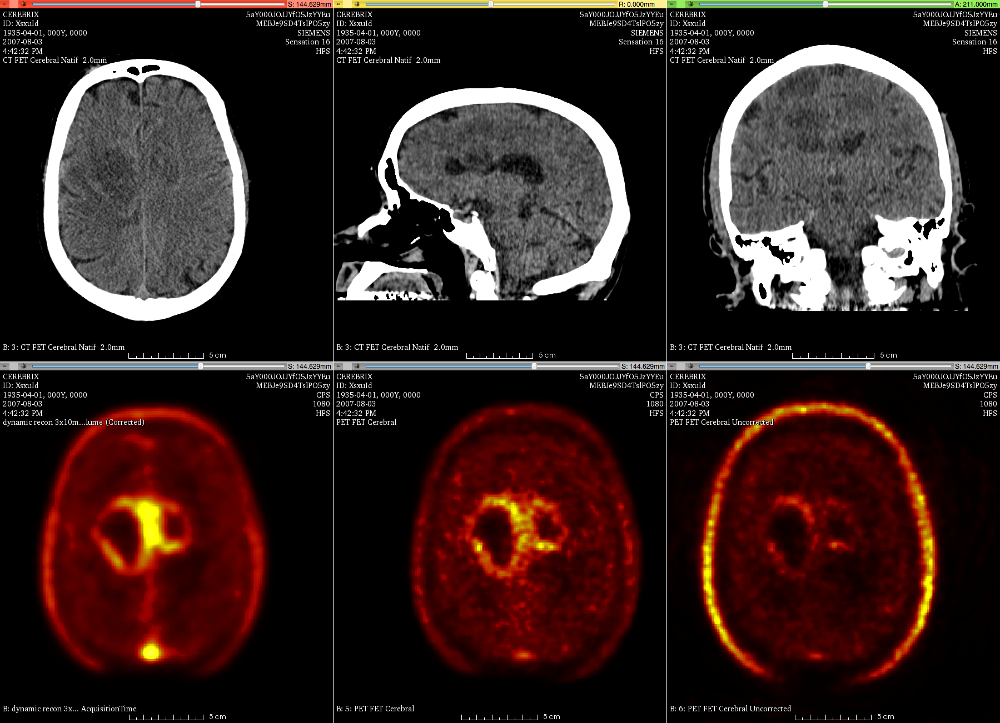 S: 144.629mm
CEREBRIX
ID: XsxuId
1935-04-01, 000Y, 0000
2007-08-03
4:42:32 PM
CT FET Cerebral Natif 2.0mm
5aY000JOJJYfO5JzYYEu
MEBJe9SD4TslPO5zy
SIEMENS
Sensation 16
HFS
B: 3: CT FET Cerebral Natif 2.0mm
5 cm
R: 0.000mm
CEREBRIX
ID: XsxuId
1935-04-01, 000Y, 0000
2007-08-03
4:42:32 PM
CT FET Cerebral Natif 2.0mm
5aY000JOJJYfO5JzYYEu
MEBJe9SD4TslPO5zy
SIEMENS
Sensation 16
HFS
B: 3: CT FET Cerebral Natif 2.0mm
5 cm
A: 211.000mm
CEREBRIX
ID: XsxuId
1935-04-01, 000Y, 0000
2007-08-03
4:42:32 PM
CT FET Cerebral Natif 2.0mm
5aY000JOJJYfO5JzYYEu
MEBJe9SD4TslPO5zy
SIEMENS
Sensation 16
HFS
B: 3: CT FET Cerebral Natif 2.0mm
5 cm
S: 144.629mm
CEREBRIX
ID: XsxuId
1935-04-01, 000Y, 0000
2007-08-03
4:42:32 PM
dynamic recon 3x10m...lume (Corrected)
5aY000JOJJYfO5JzYYEu
MEBJe9SD4TslPO5zy
CPS
1080
HFS
B: dynamic recon 3x... AcquisitionTime
5 cm
S: 144.629mm
CEREBRIX
ID: XsxuId
1935-04-01, 000Y, 0000
2007-08-03
4:42:32 PM
PET FET Cerebral
5aY000JOJJYfO5JzYYEu
MEBJe9SD4TslPO5zy
CPS
1080
HFS
B: 5: PET FET Cerebral
5 cm
S: 144.629mm
CEREBRIX
ID: XsxuId
1935-04-01, 000Y, 0000
2007-08-03
4:42:32 PM
PET FET Cerebral Uncorrected
5aY000JOJJYfO5JzYYEu
MEBJe9SD4TslPO5zy
CPS
1080
HFS
B: 6: PET FET Cerebral Uncorrected
5 cm